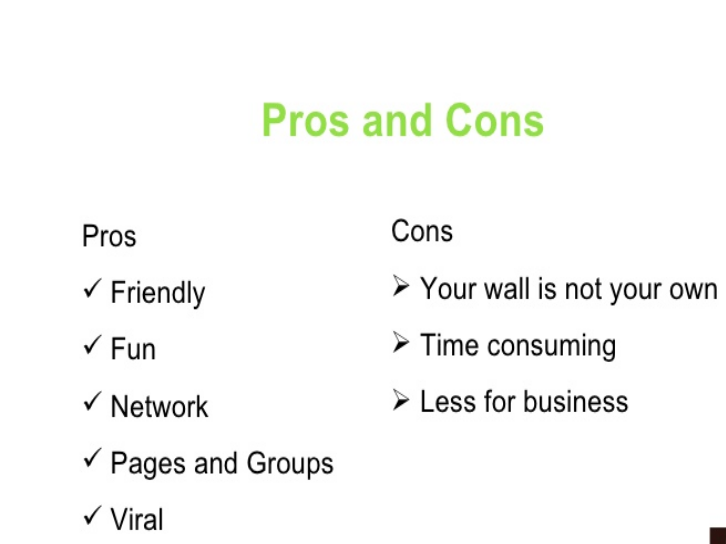 Pros and Cons
Pros
Friendly
Fun
Network
Pages and Groups
Viral
Cons
Your wall is not your own
Time consuming
Less for business